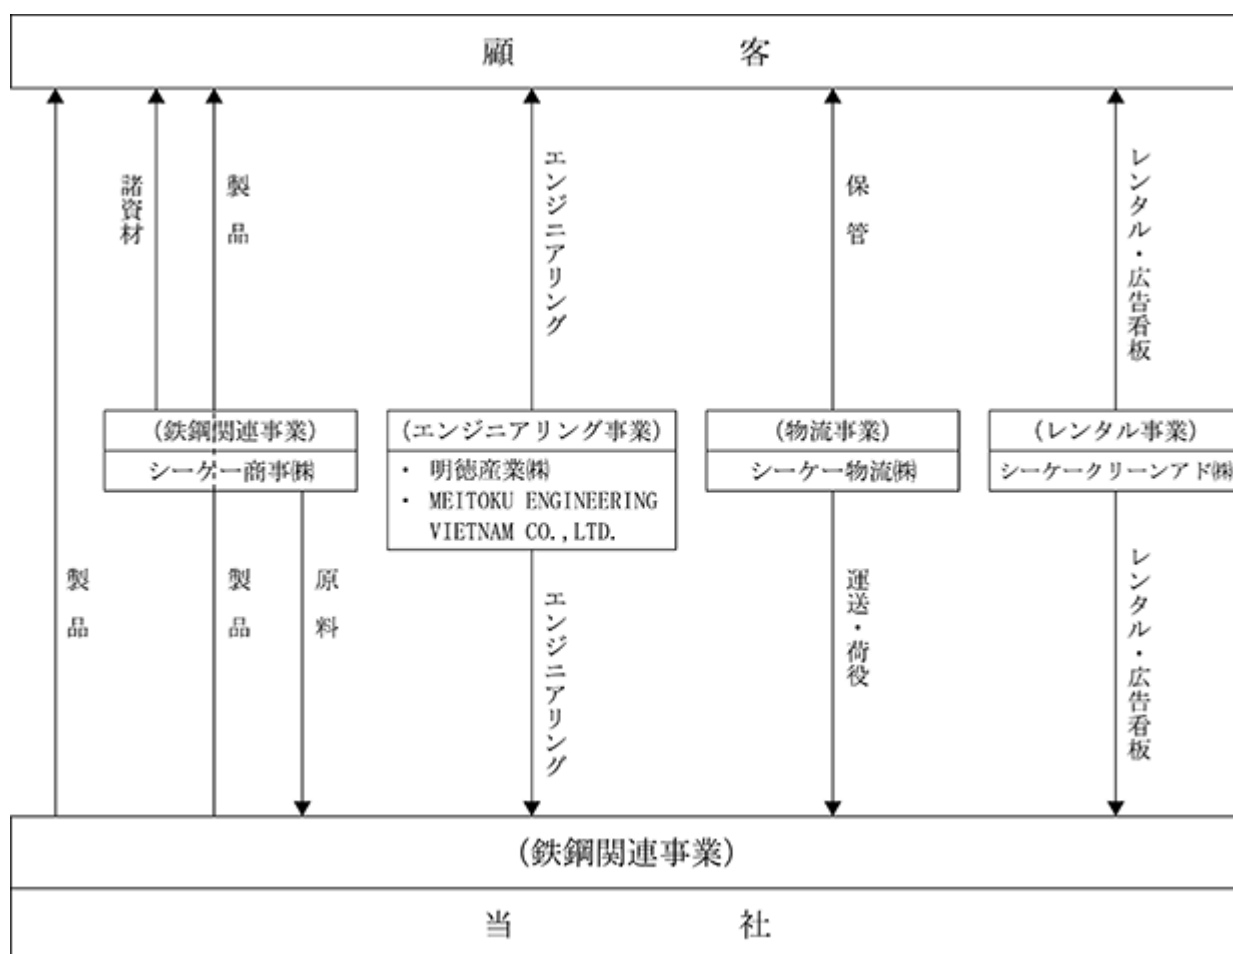 顧客
諸資材
製品
エンジニアリング
保管
レンタル・広告看板
(鉄鋼関連事業)
シーケー商事㈱
(エンジニアリング事業)
・ 明徳産業㈱
・ MEITOKU ENGINEERING
VIETNAM CO.,LTD.
(物流事業)
シーケー物流㈱
(レンタル事業)
シーケークリーンアド㈱
製品
製品
原料
エンジニアリング
運送・荷役
レンタル・広告看板
(鉄鋼関連事業)
当社